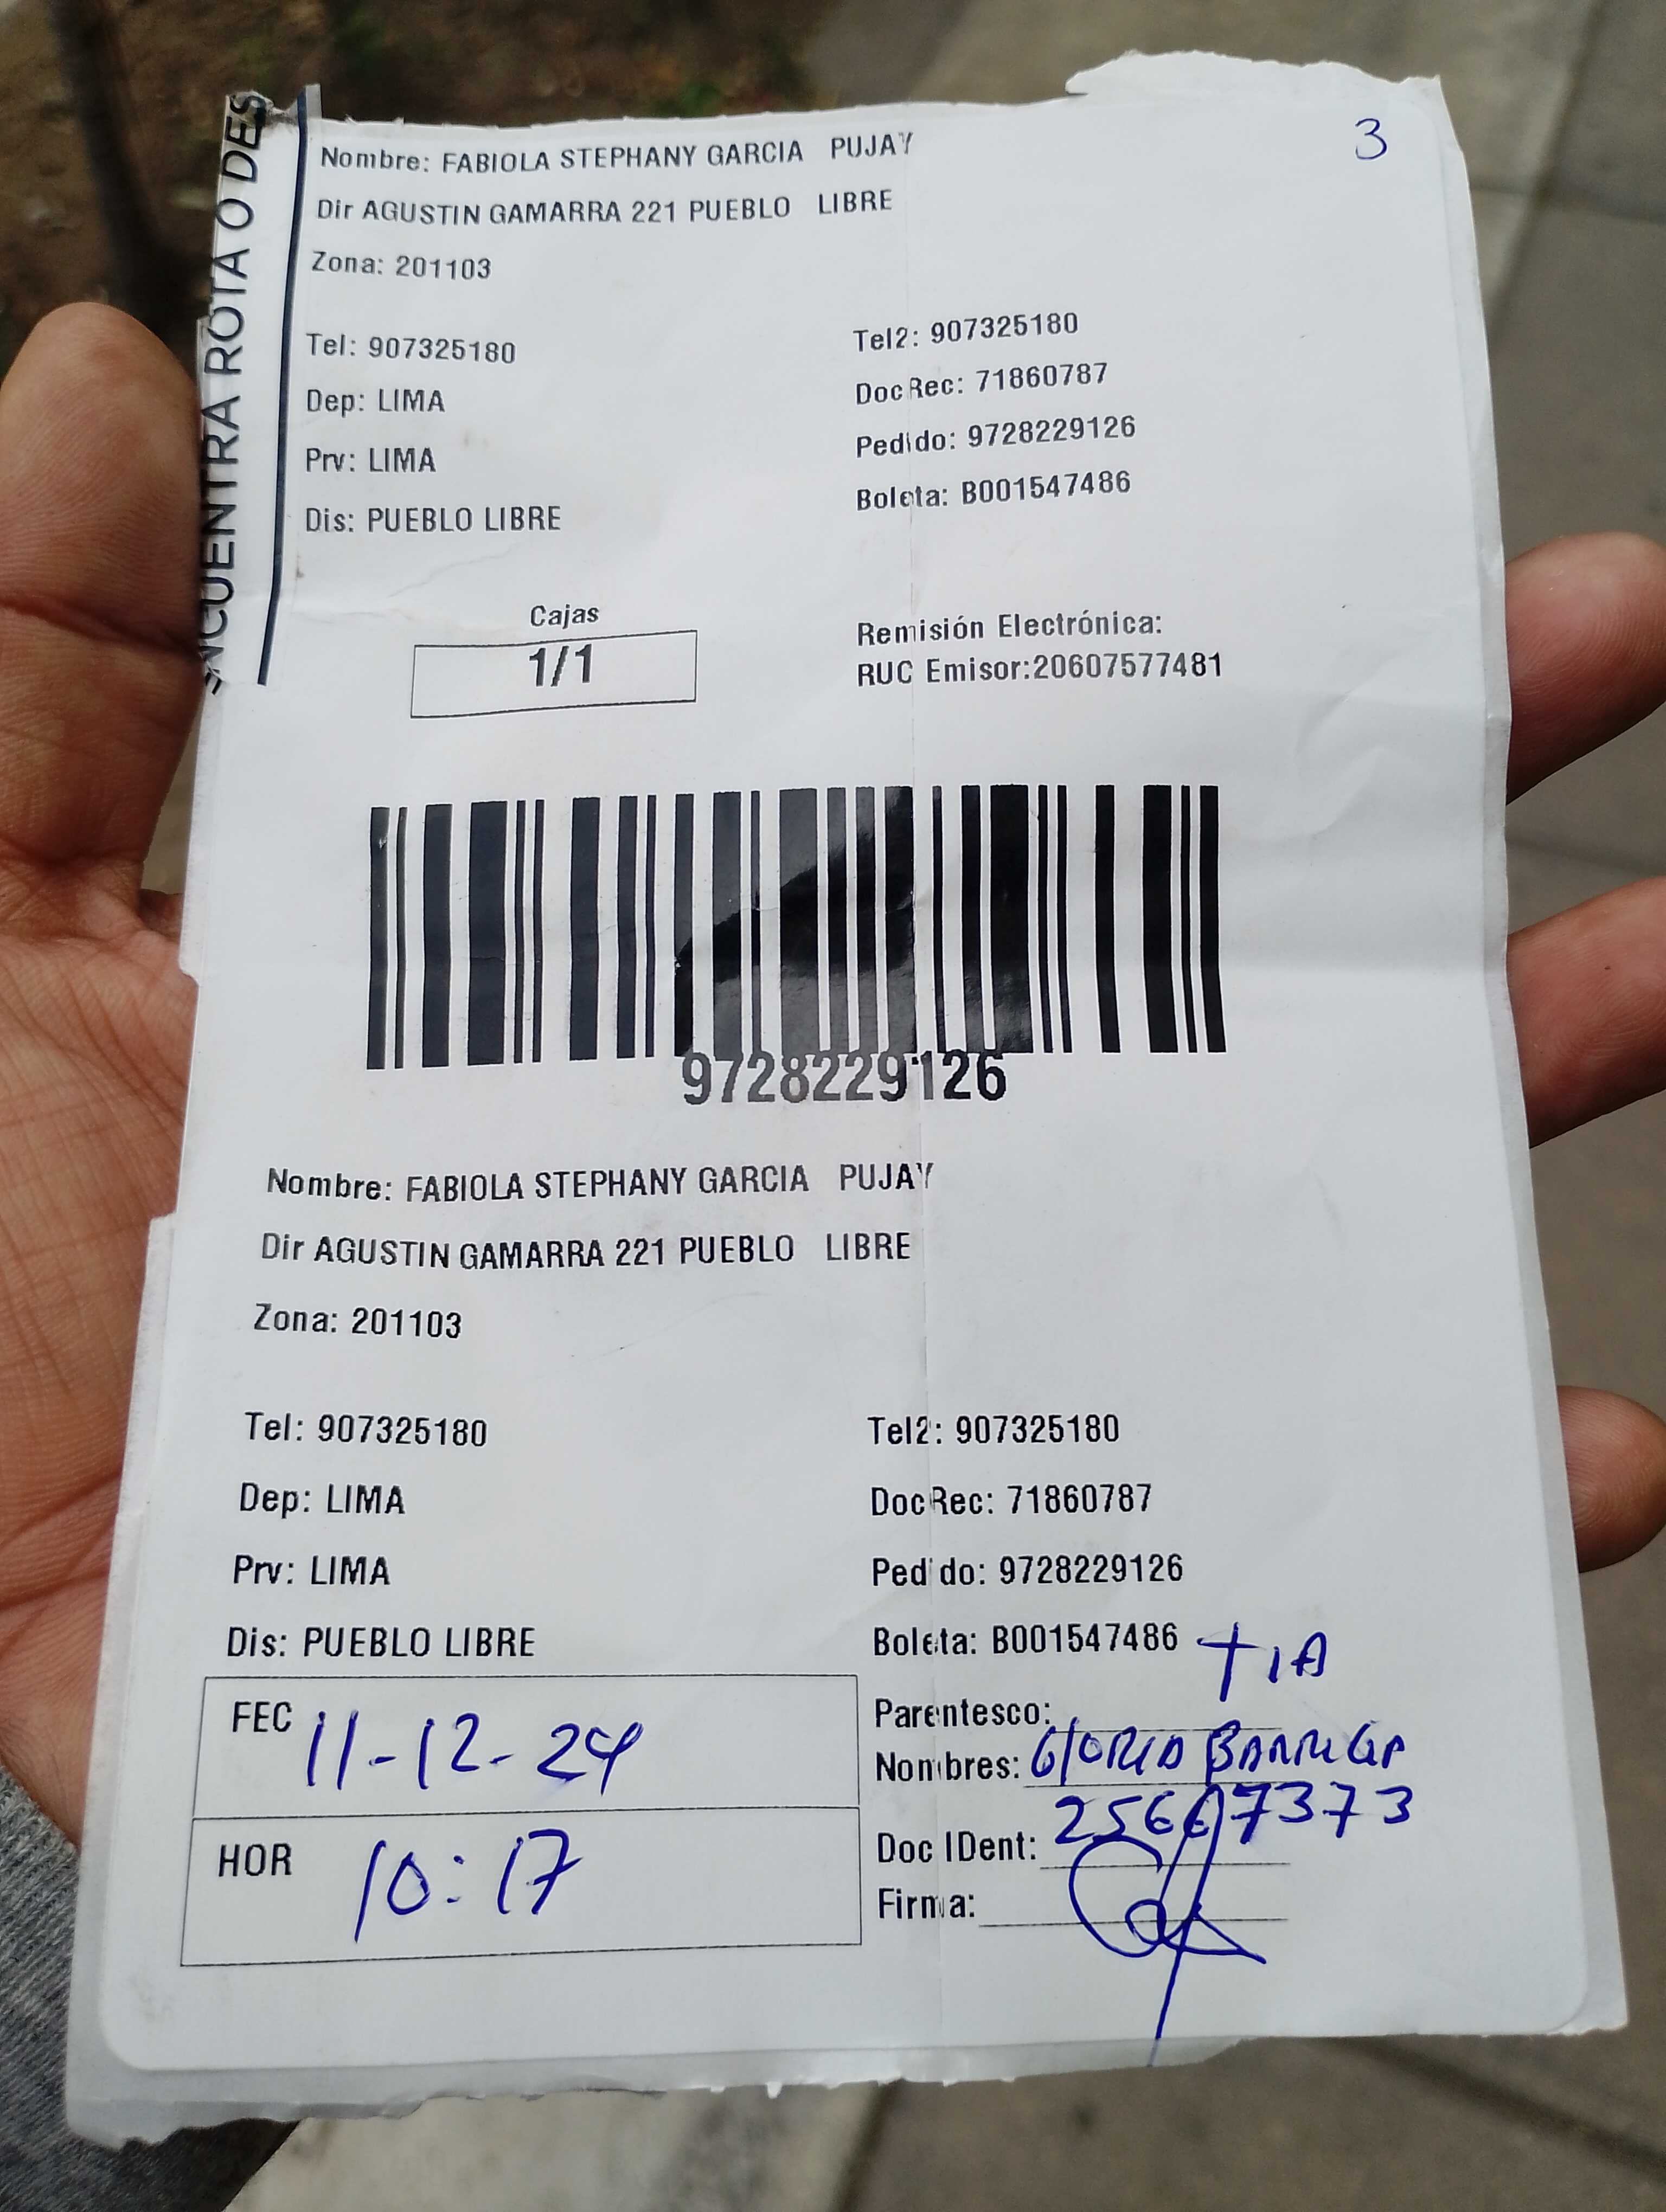 ENCUENTRA ROTA O DES
3
Nombre: FABIOLA STEPHANY GARCIA PUJAY
Dir AGUSTIN GAMARRA 221 PUEBLO LIBRE
Zona: 201103
Tel: 907325180 Tel2: 907325180
Dep: LIMA Doc Rec: 71860787
Prv: LIMA Pedido: 9728229126
Dis: PUEBLO LIBRE Boleta: B001547486
Cajas Remisión Electrónica:
1/1 RUC Emisor:20607577481
9728229126
Nombre: FABIOLA STEPHANY GARCIA PUJAY
Dir AGUSTIN GAMARRA 221 PUEBLO LIBRE
Zona: 201103
Tel: 907325180 Tel2: 907325180
Dep: LIMA Doc Rec: 71860787
Prv: LIMA Pedido: 9728229126
Dis: PUEBLO LIBRE Boleta: B001547486
FEC 11-12-24 Parentesco: TIA
Nombres: GLORIA BARRIGA
HOR 10:17 Doc IDent: 25667373
Firma: